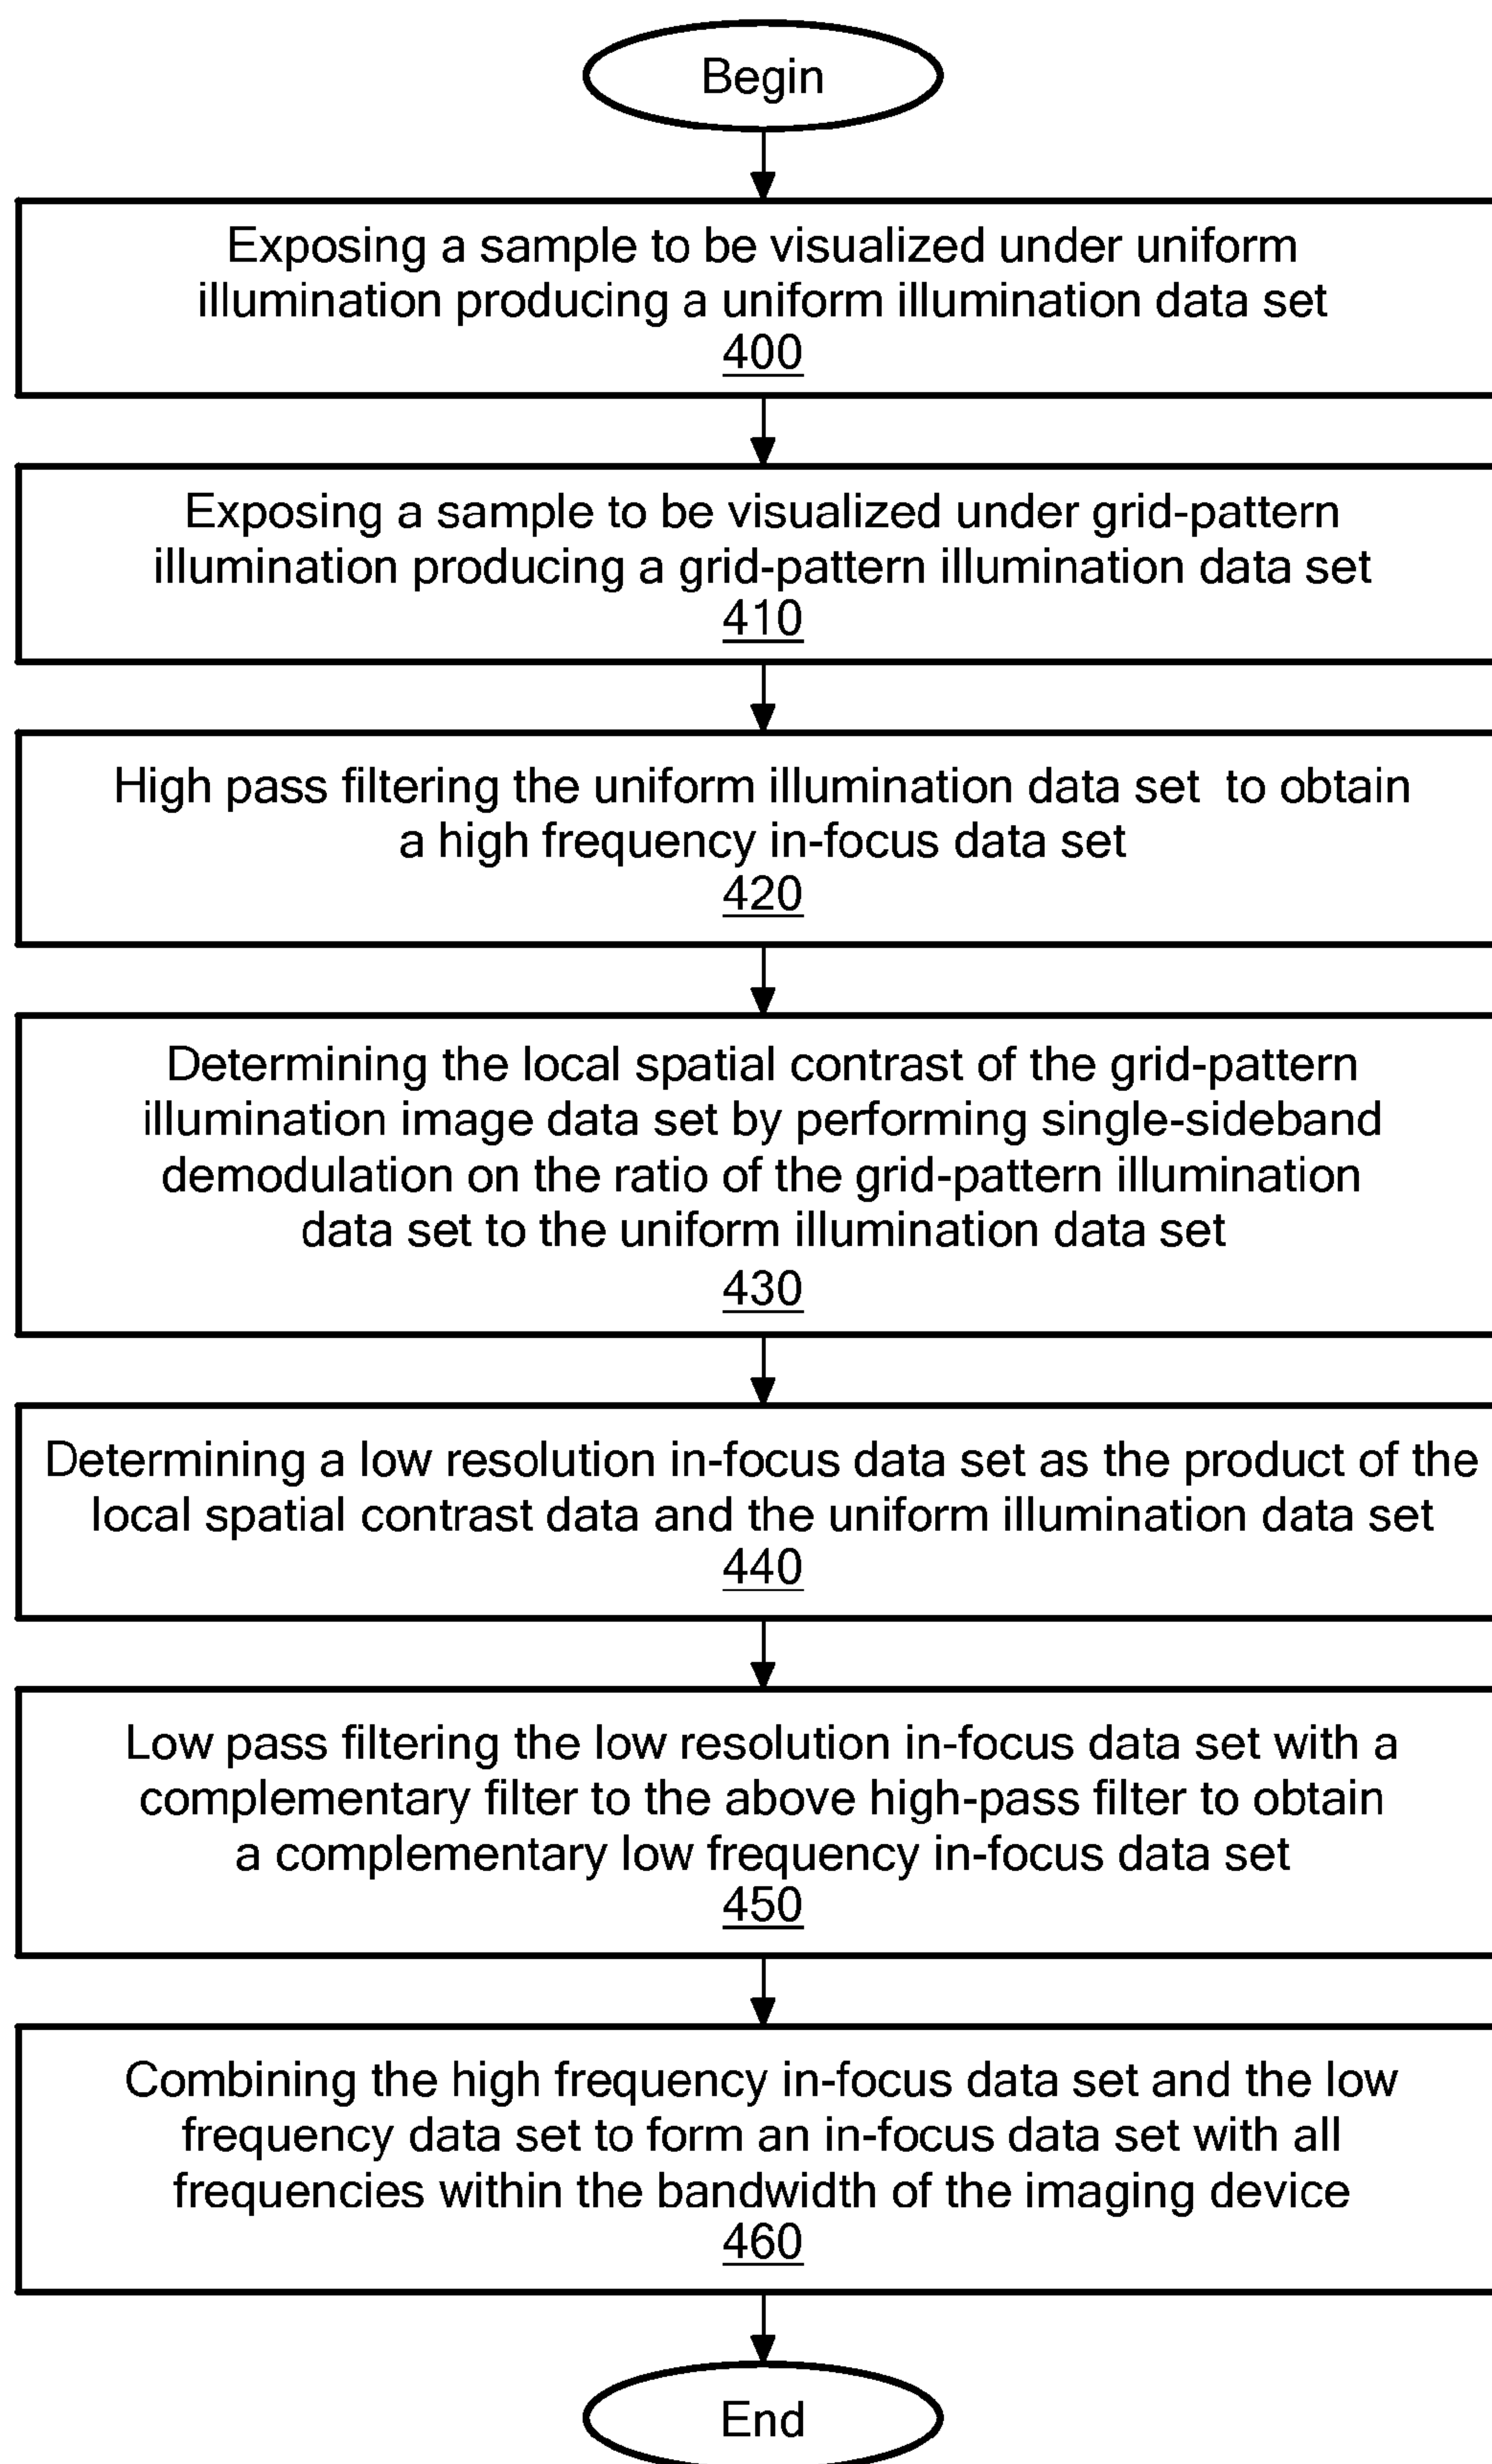 Begin
Exposing a sample to be visualized under uniform
illumination producing a uniform illumination data set
400
Exposing a sample to be visualized under grid-pattern
illumination producing a grid-pattern illumination data set
410
High pass filtering the uniform illumination data set to obtain
a high frequency in-focus data set
420
Determining the local spatial contrast of the grid-pattern
illumination image data set by performing single-sideband
demodulation on the ratio of the grid-pattern illumination
data set to the uniform illumination data set
430
Determining a low resolution in-focus data set as the product of the
local spatial contrast data and the uniform illumination data set
440
Low pass filtering the low resolution in-focus data set with a
complementary filter to the above high-pass filter to obtain
a complementary low frequency in-focus data set
450
Combining the high frequency in-focus data set and the low
frequency data set to form an in-focus data set with all
frequencies within the bandwidth of the imaging device
460
End